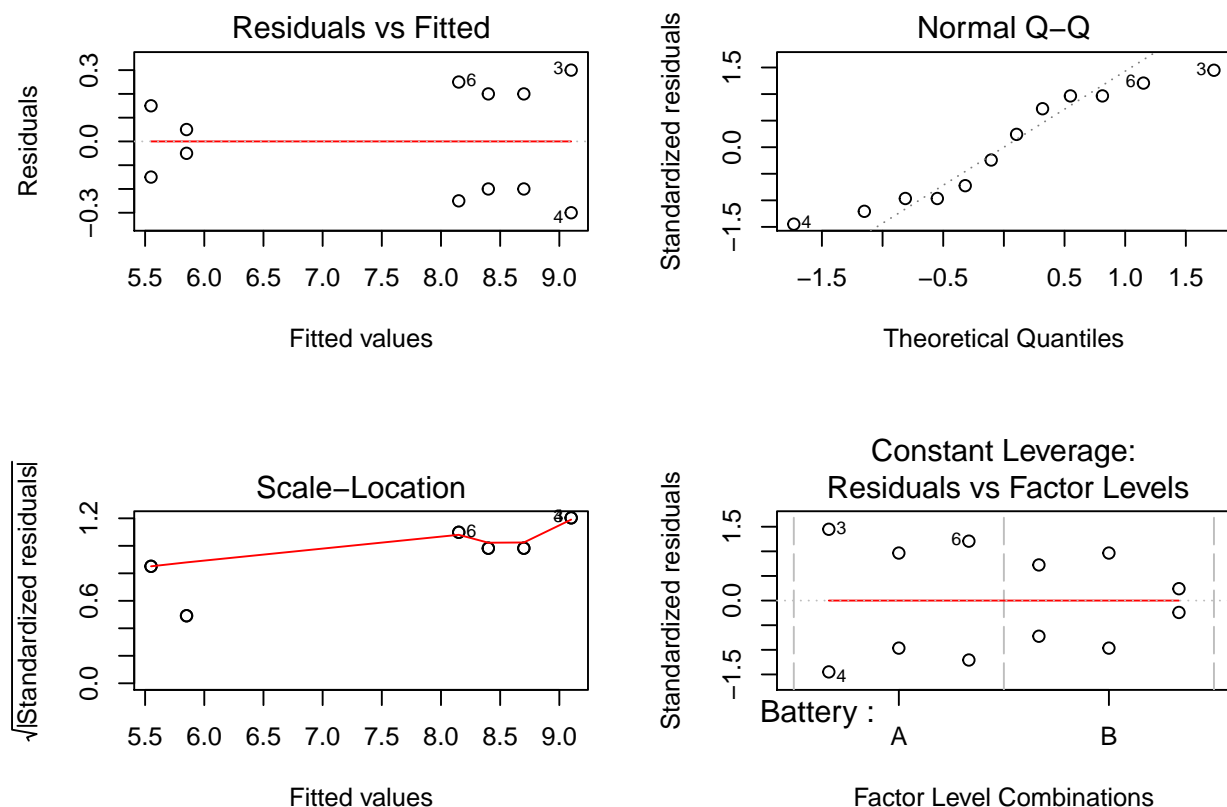 Residuals vs Fitted
Residuals
0.3
0.0
−0.3
6
3
4
5.5 6.0 6.5 7.0 7.5 8.0 8.5 9.0
Fitted values
Normal Q−Q
Standardized residuals
1.5
0.0
−1.5
3
6
4
−1.5 −0.5 0.5 1.0 1.5
Theoretical Quantiles
Scale−Location
√|Standardized residuals|
1.2
0.6
0.0
6
5.5 6.0 6.5 7.0 7.5 8.0 8.5 9.0
Fitted values
Constant Leverage:
Residuals vs Factor Levels
Standardized residuals
1.5
0.0
−1.5
3
6
4
Battery :
A B
Factor Level Combinations